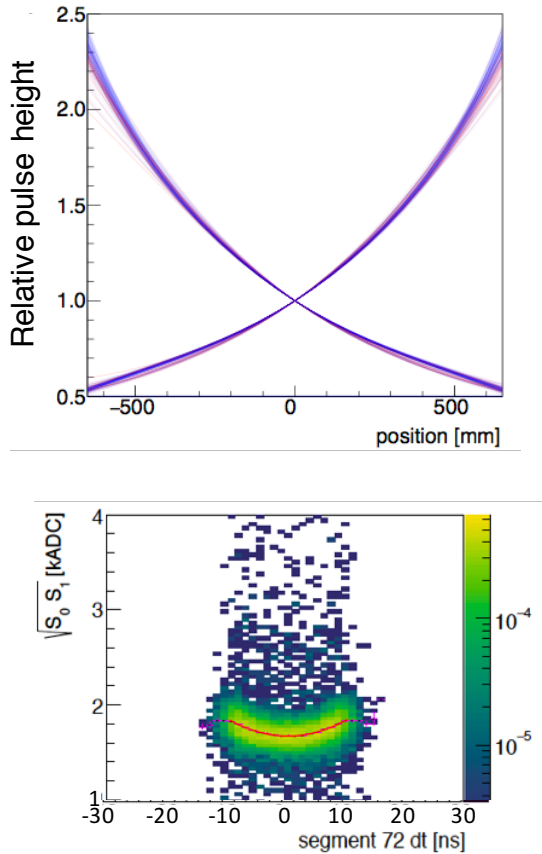 2.5
2.0
1.5
1.0
0.5
Relative pulse height
−500 0 500
position [mm]
4
3
2
1
√S₀ S₁ [kADC]
10⁻⁴
10⁻⁵
-30 -20 -10 0 10 20 30
segment 72 dt [ns]